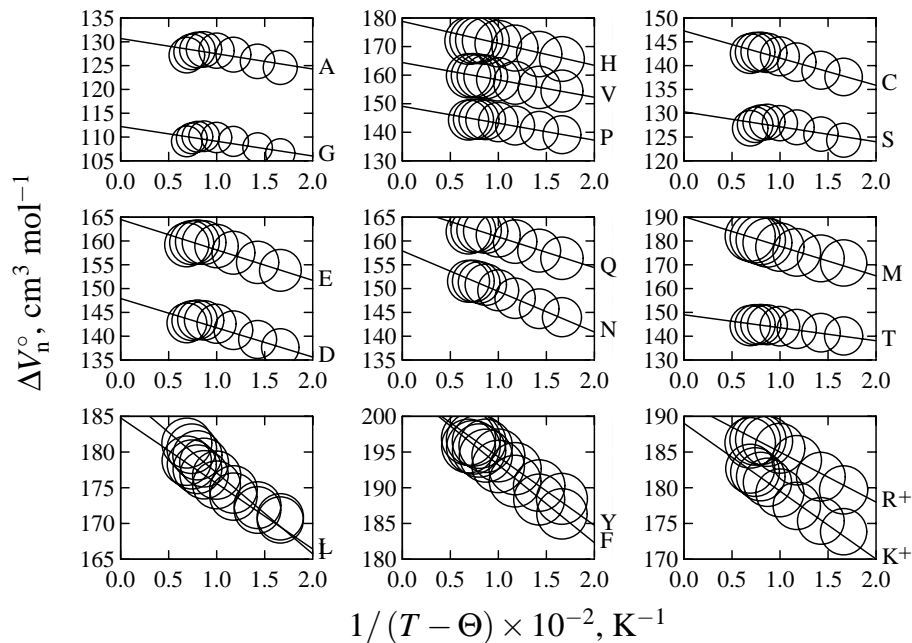 ΔV°n, cm³ mol⁻¹
135
130
125
120
115
110
105
0.0 0.5 1.0 1.5 2.0
A
G
180
170
160
150
140
130
0.0 0.5 1.0 1.5 2.0
H
V
P
150
145
140
135
130
125
120
0.0 0.5 1.0 1.5 2.0
C
S
165
160
155
150
145
140
135
0.0 0.5 1.0 1.5 2.0
E
D
165
160
155
150
145
140
135
0.0 0.5 1.0 1.5 2.0
Q
N
190
180
170
160
150
140
130
0.0 0.5 1.0 1.5 2.0
M
T
185
180
175
170
165
0.0 0.5 1.0 1.5 2.0
200
195
190
185
180
0.0 0.5 1.0 1.5 2.0
Y
F
190
185
180
175
170
0.0 0.5 1.0 1.5 2.0
R⁺
K⁺
1/(T − Θ) × 10⁻², K⁻¹